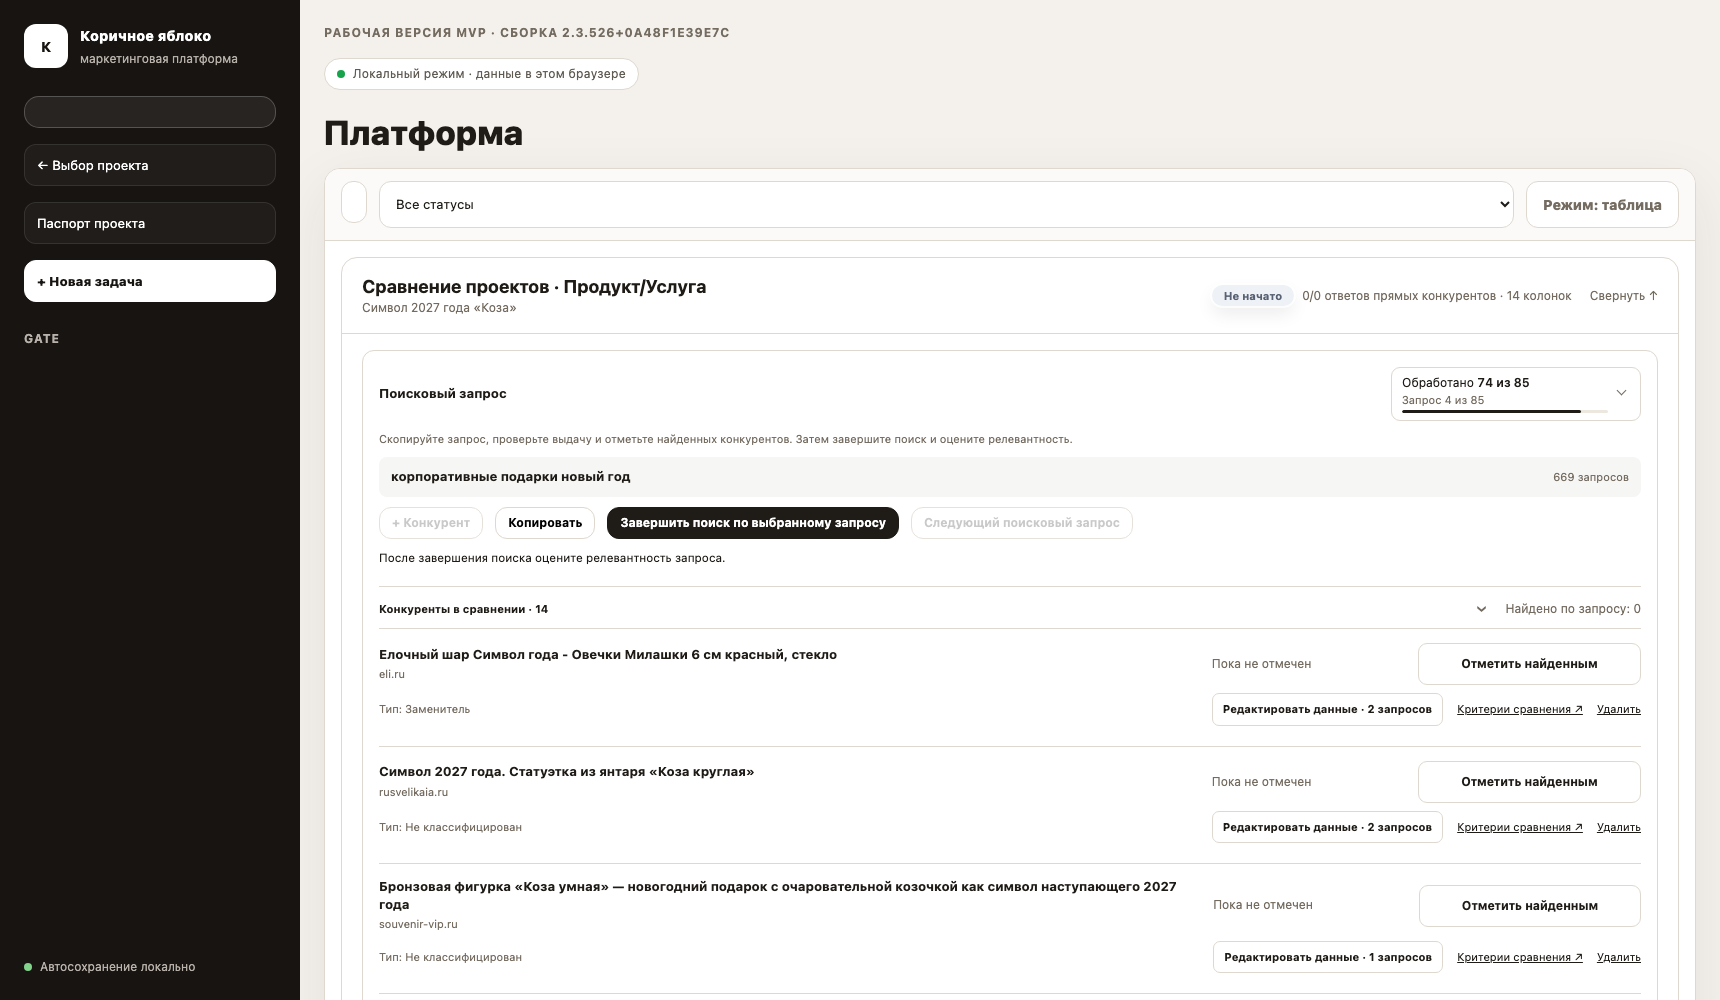 К
Коричное яблоко
маркетинговая платформа
← Выбор проекта
Паспорт проекта
+ Новая задача
GATE
Автосохранение локально
РАБОЧАЯ ВЕРСИЯ MVP · СБОРКА 2.3.526+0A48F1E39E7C
Локальный режим · данные в этом браузере
Платформа
Все статусы
Режим: таблица
Сравнение проектов · Продукт/Услуга
Символ 2027 года «Коза»
Не начато
0/0 ответов прямых конкурентов · 14 колонок
Свернуть ↑
Поисковый запрос
Обработано 74 из 85
Запрос 4 из 85
Скопируйте запрос, проверьте выдачу и отметьте найденных конкурентов. Затем завершите поиск и оцените релевантность.
корпоративные подарки новый год
669 запросов
+ Конкурент
Копировать
Завершить поиск по выбранному запросу
Следующий поисковый запрос
После завершения поиска оцените релевантность запроса.
Конкуренты в сравнении · 14
Найдено по запросу: 0
Елочный шар Символ года - Овечки Милашки 6 см красный, стекло
eli.ru
Пока не отмечен
Отметить найденным
Тип: Заменитель
Редактировать данные · 2 запросов
Критерии сравнения ↗
Удалить
Символ 2027 года. Статуэтка из янтаря «Коза круглая»
rusvelikaia.ru
Пока не отмечен
Отметить найденным
Тип: Не классифицирован
Редактировать данные · 2 запросов
Критерии сравнения ↗
Удалить
Бронзовая фигурка «Коза умная» — новогодний подарок с очаровательной козочкой как символ наступающего 2027
года
souvenir-vip.ru
Пока не отмечен
Отметить найденным
Тип: Не классифицирован
Редактировать данные · 1 запросов
Критерии сравнения ↗
Удалить